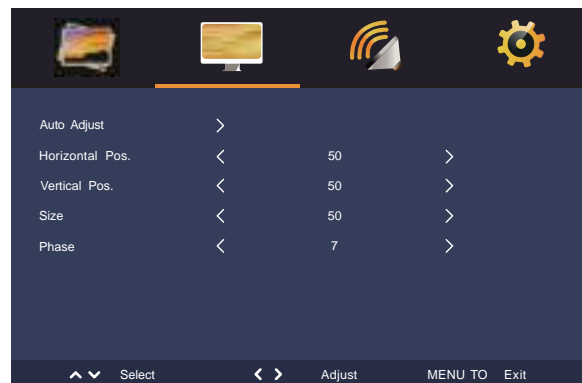 Auto Adjust
Horizontal Pos. 50
Vertical Pos. 50
Size 50
Phase 7
Select Adjust MENU TO Exit